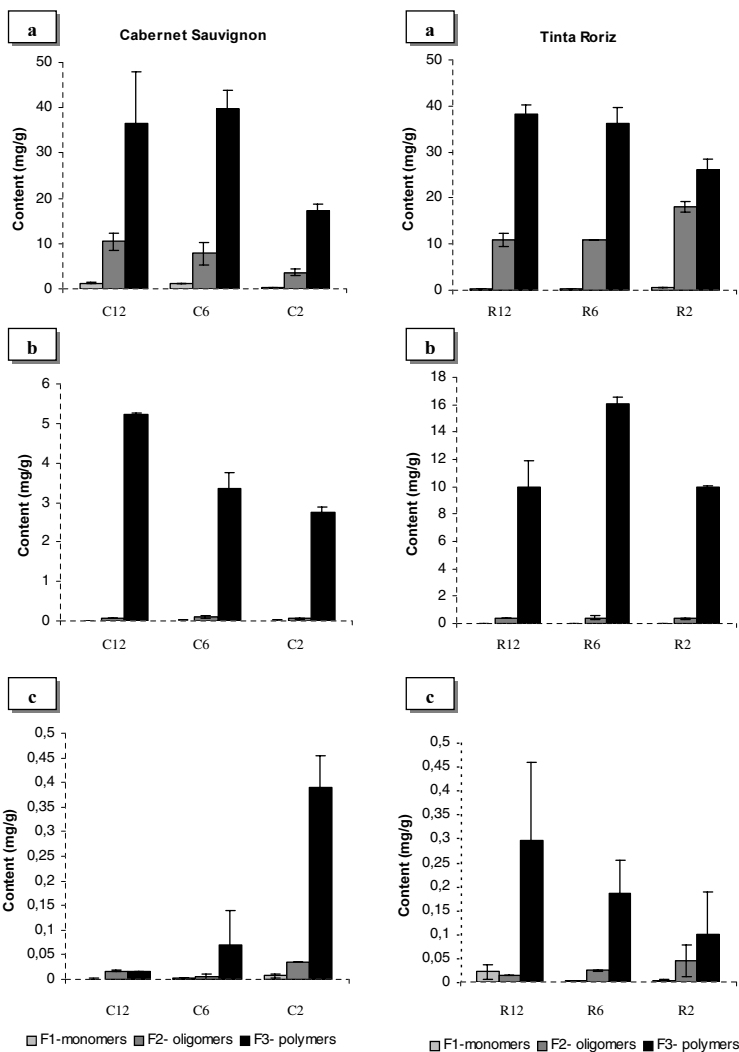 a
Cabernet Sauvignon
Content (mg/g)
50
40
30
20
10
0
C12 C6 C2
a
Tinta Roriz
Content (mg/g)
50
40
30
20
10
0
R12 R6 R2
b
Content (mg/g)
6
5
4
3
2
1
0
C12 C6 C2
b
Content (mg/g)
18
16
14
12
10
8
6
4
2
0
R12 R6 R2
c
Content (mg/g)
0,5
0,45
0,4
0,35
0,3
0,25
0,2
0,15
0,1
0,05
0
C12 C6 C2
F1-monomers F2- oligomers F3- polymers
c
Content (mg/g)
0,5
0,45
0,4
0,35
0,3
0,25
0,2
0,15
0,1
0,05
0
R12 R6 R2
F1-monomers F2- oligomers F3- polymers